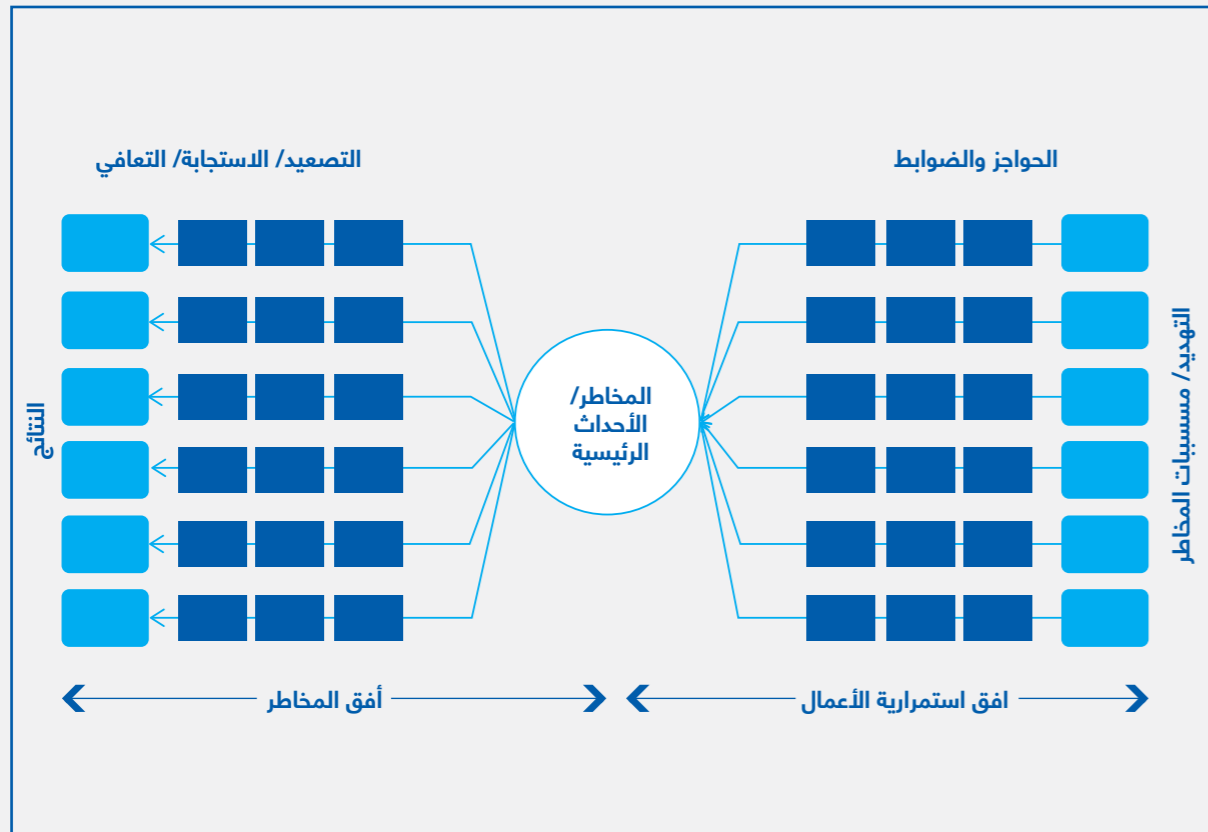 الحواجز والضوابط
التصعيد/ الاستجابة/ التعافي
التهديد/ مسببات المخاطر
المخاطر/
الأحداث
الرئيسية
النتائج
افق استمرارية الأعمال
أفق المخاطر